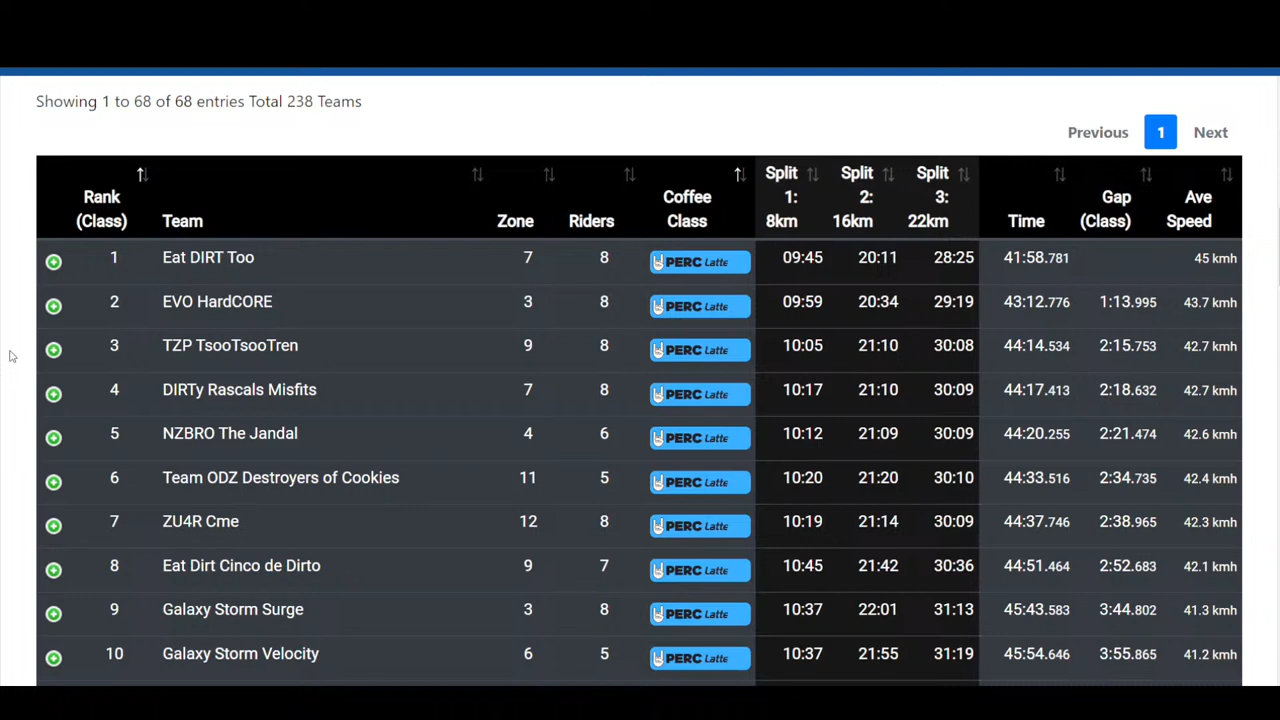 Showing 1 to 68 of 68 entries Total 238 Teams
Previous 1 Next
Rank (Class) Team Zone Riders Coffee Class Split 1: 8km Split 2: 16km Split 3: 22km Time Gap (Class) Ave Speed
1 Eat DIRT Too 7 8 PERC Latte 09:45 20:11 28:25 41:58.781 45 kmh
2 EVO HardCORE 3 8 PERC Latte 09:59 20:34 29:19 43:12.776 1:13.995 43.7 kmh
3 TZP TsooTsooTren 9 8 PERC Latte 10:05 21:10 30:08 44:14.534 2:15.753 42.7 kmh
4 DIRTy Rascals Misfits 7 8 PERC Latte 10:17 21:10 30:09 44:17.413 2:18.632 42.7 kmh
5 NZBRO The Jandal 4 6 PERC Latte 10:12 21:09 30:09 44:20.255 2:21.474 42.6 kmh
6 Team ODZ Destroyers of Cookies 11 5 PERC Latte 10:20 21:20 30:10 44:33.516 2:34.735 42.4 kmh
7 ZU4R Cme 12 8 PERC Latte 10:19 21:14 30:09 44:37.746 2:38.965 42.3 kmh
8 Eat Dirt Cinco de Dirto 9 7 PERC Latte 10:45 21:42 30:36 44:51.464 2:52.683 42.1 kmh
9 Galaxy Storm Surge 3 8 PERC Latte 10:37 22:01 31:13 45:43.583 3:44.802 41.3 kmh
10 Galaxy Storm Velocity 6 5 PERC Latte 10:37 21:55 31:19 45:54.646 3:55.865 41.2 kmh